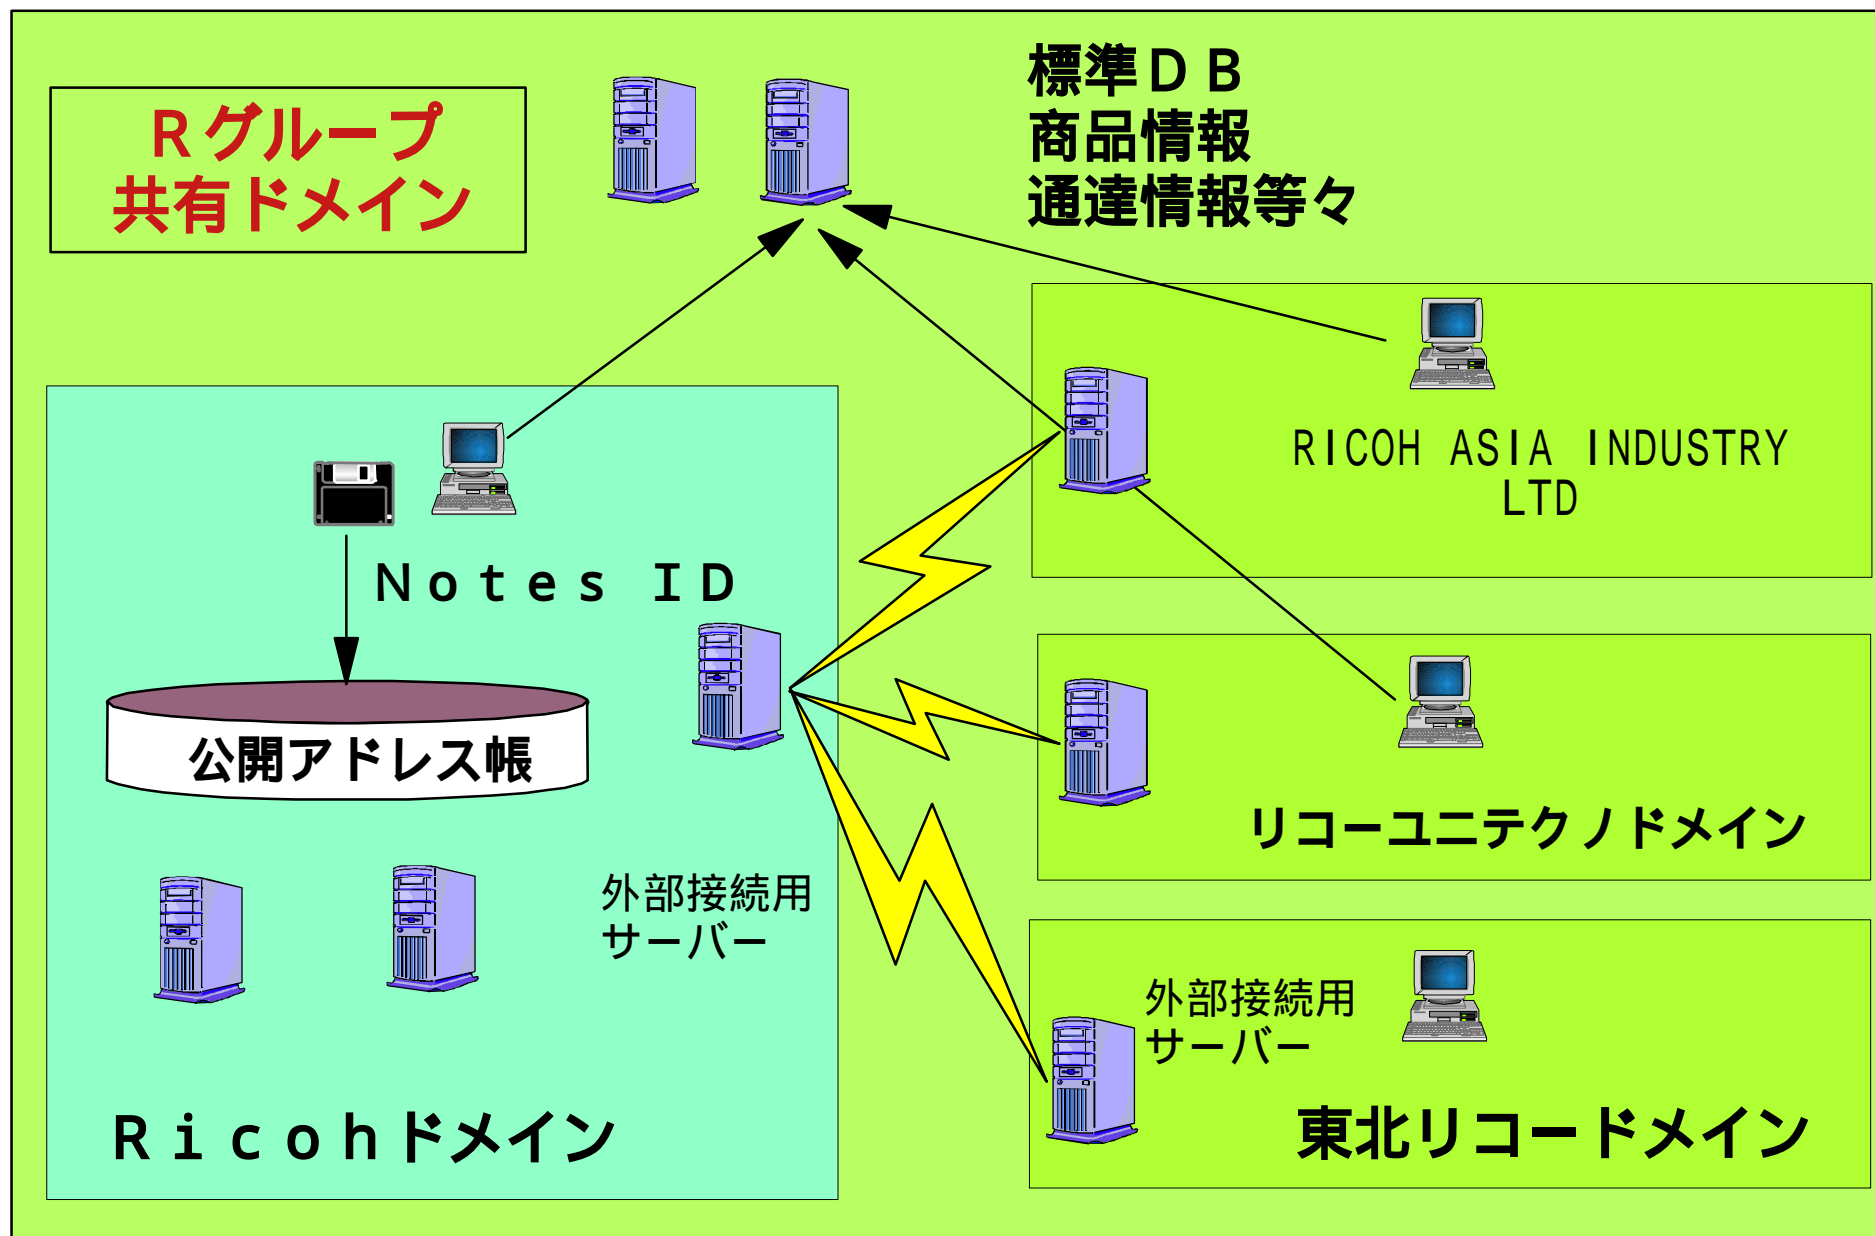 Rグループ
共有ドメイン
標準DB
商品情報
通達情報等々
RICOH ASIA INDUSTRY
LTD
Notes ID
公開アドレス帳
リコーユニテクノドメイン
外部接続用
サーバー
外部接続用
サーバー
Ricohドメイン
東北リコードメイン